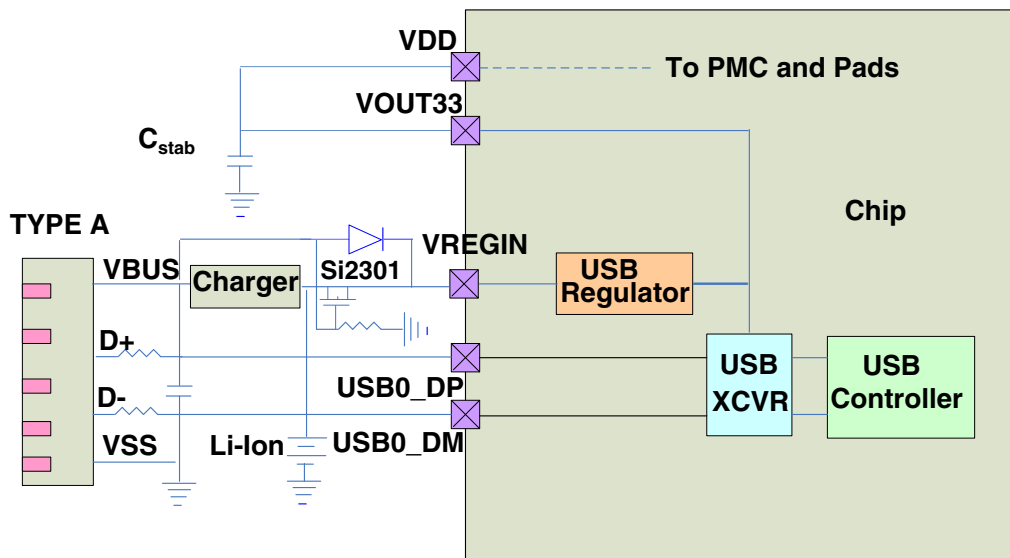 VDD
To PMC and Pads
VOUT33
Cstab
Chip
TYPE A
VREGIN
VBUS
Charger
Si2301
USB
Regulator
D+
USB
XCVR
USB
Controller
USB0_DP
D-
Li-Ion
USB0_DM
VSS